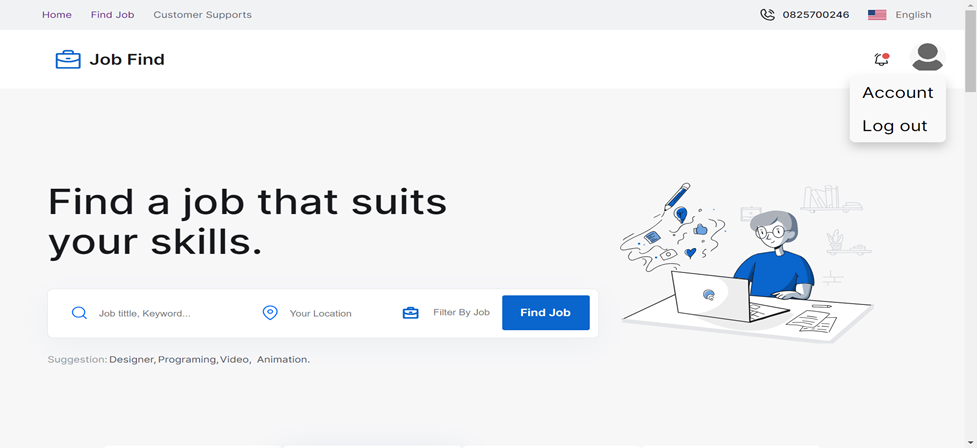 Home Find Job Customer Supports 0825700246 English
Job Find
Account
Log out
Find a job that suits
your skills.
Job tittle, Keyword... Your Location Filter By Job Find Job
Suggestion: Designer, Programing, Video, Animation.